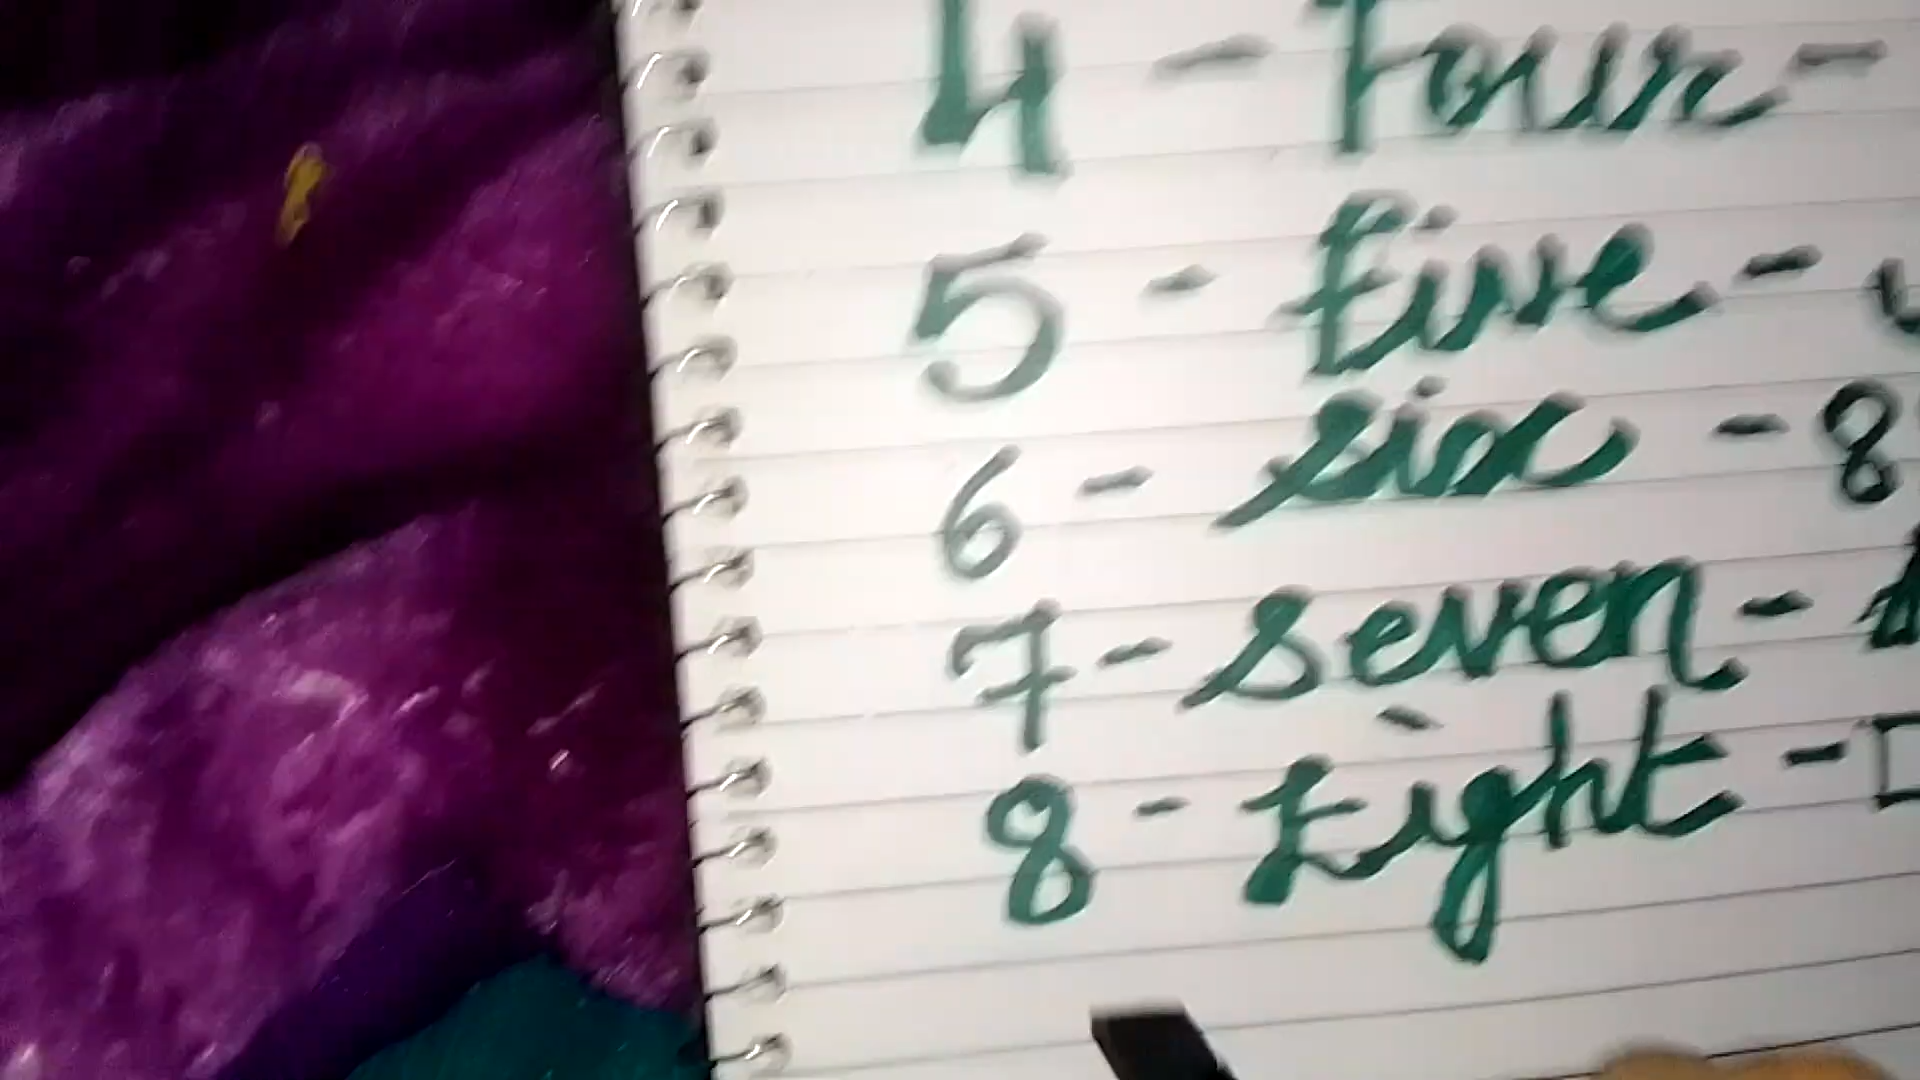 4 - Four -
5 - five -
6 - six -
7 - seven -
8 - Eight -